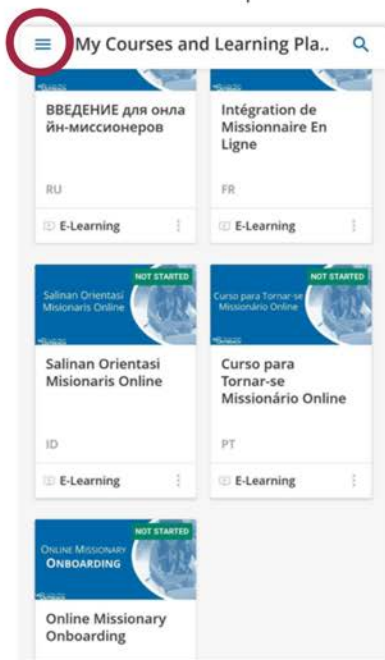 My Courses and Learning Pla..
ВВЕДЕНИЕ для онла
йн-миссионеров
RU
E-Learning
Intégration de
Missionnaire En
Ligne
FR
E-Learning
NOT STARTED
Salinan Orientasi
Misionaris Online
Salinan Orientasi
Misionaris Online
ID
E-Learning
NOT STARTED
Curso para Tornar-se
Missionário Online
Curso para
Tornar-se
Missionário Online
PT
E-Learning
NOT STARTED
ONLINE MISSIONARY
ONBOARDING
Online Missionary
Onboarding